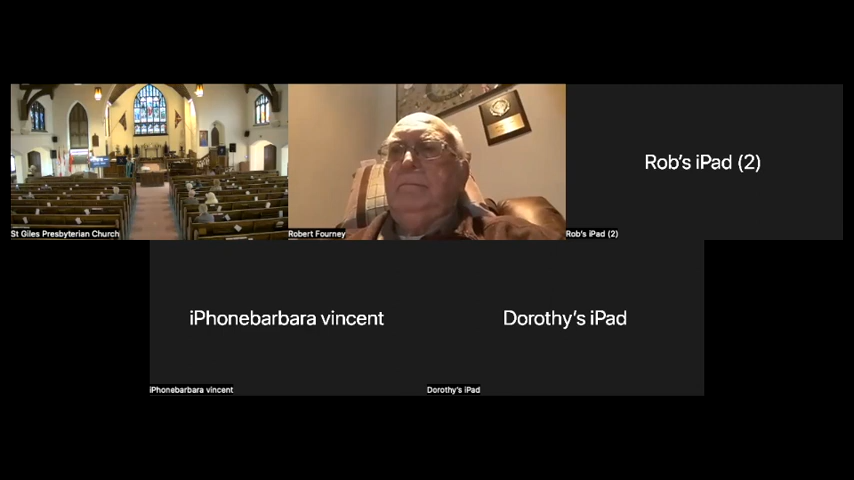 Rob's iPad (2)
St Giles Presbyterian Church
Robert Fourney
Rob's iPad (2)
iPhonebarbara vincent
Dorothy's iPad
iPhonebarbara vincent
Dorothy's iPad